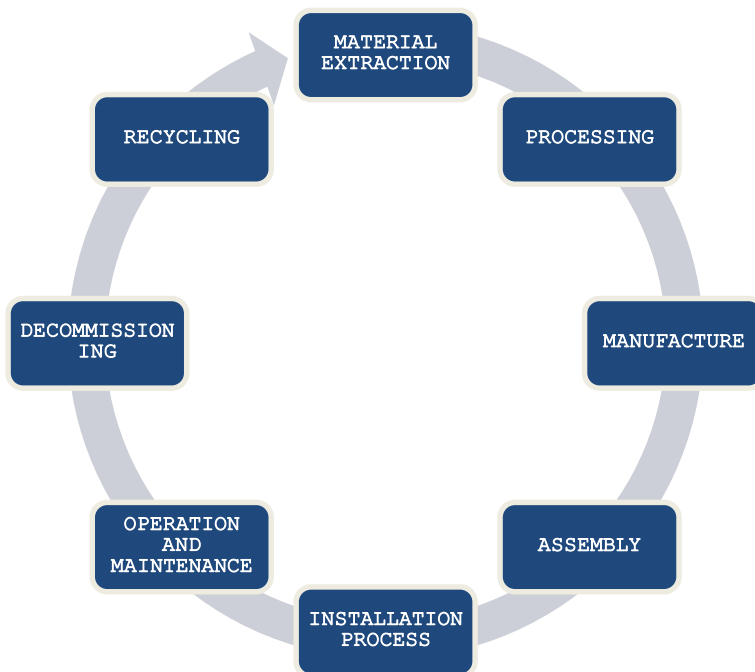 MATERIAL
EXTRACTION
PROCESSING
MANUFACTURE
ASSEMBLY
INSTALLATION
PROCESS
OPERATION
AND
MAINTENANCE
DECOMMISSION
ING
RECYCLING